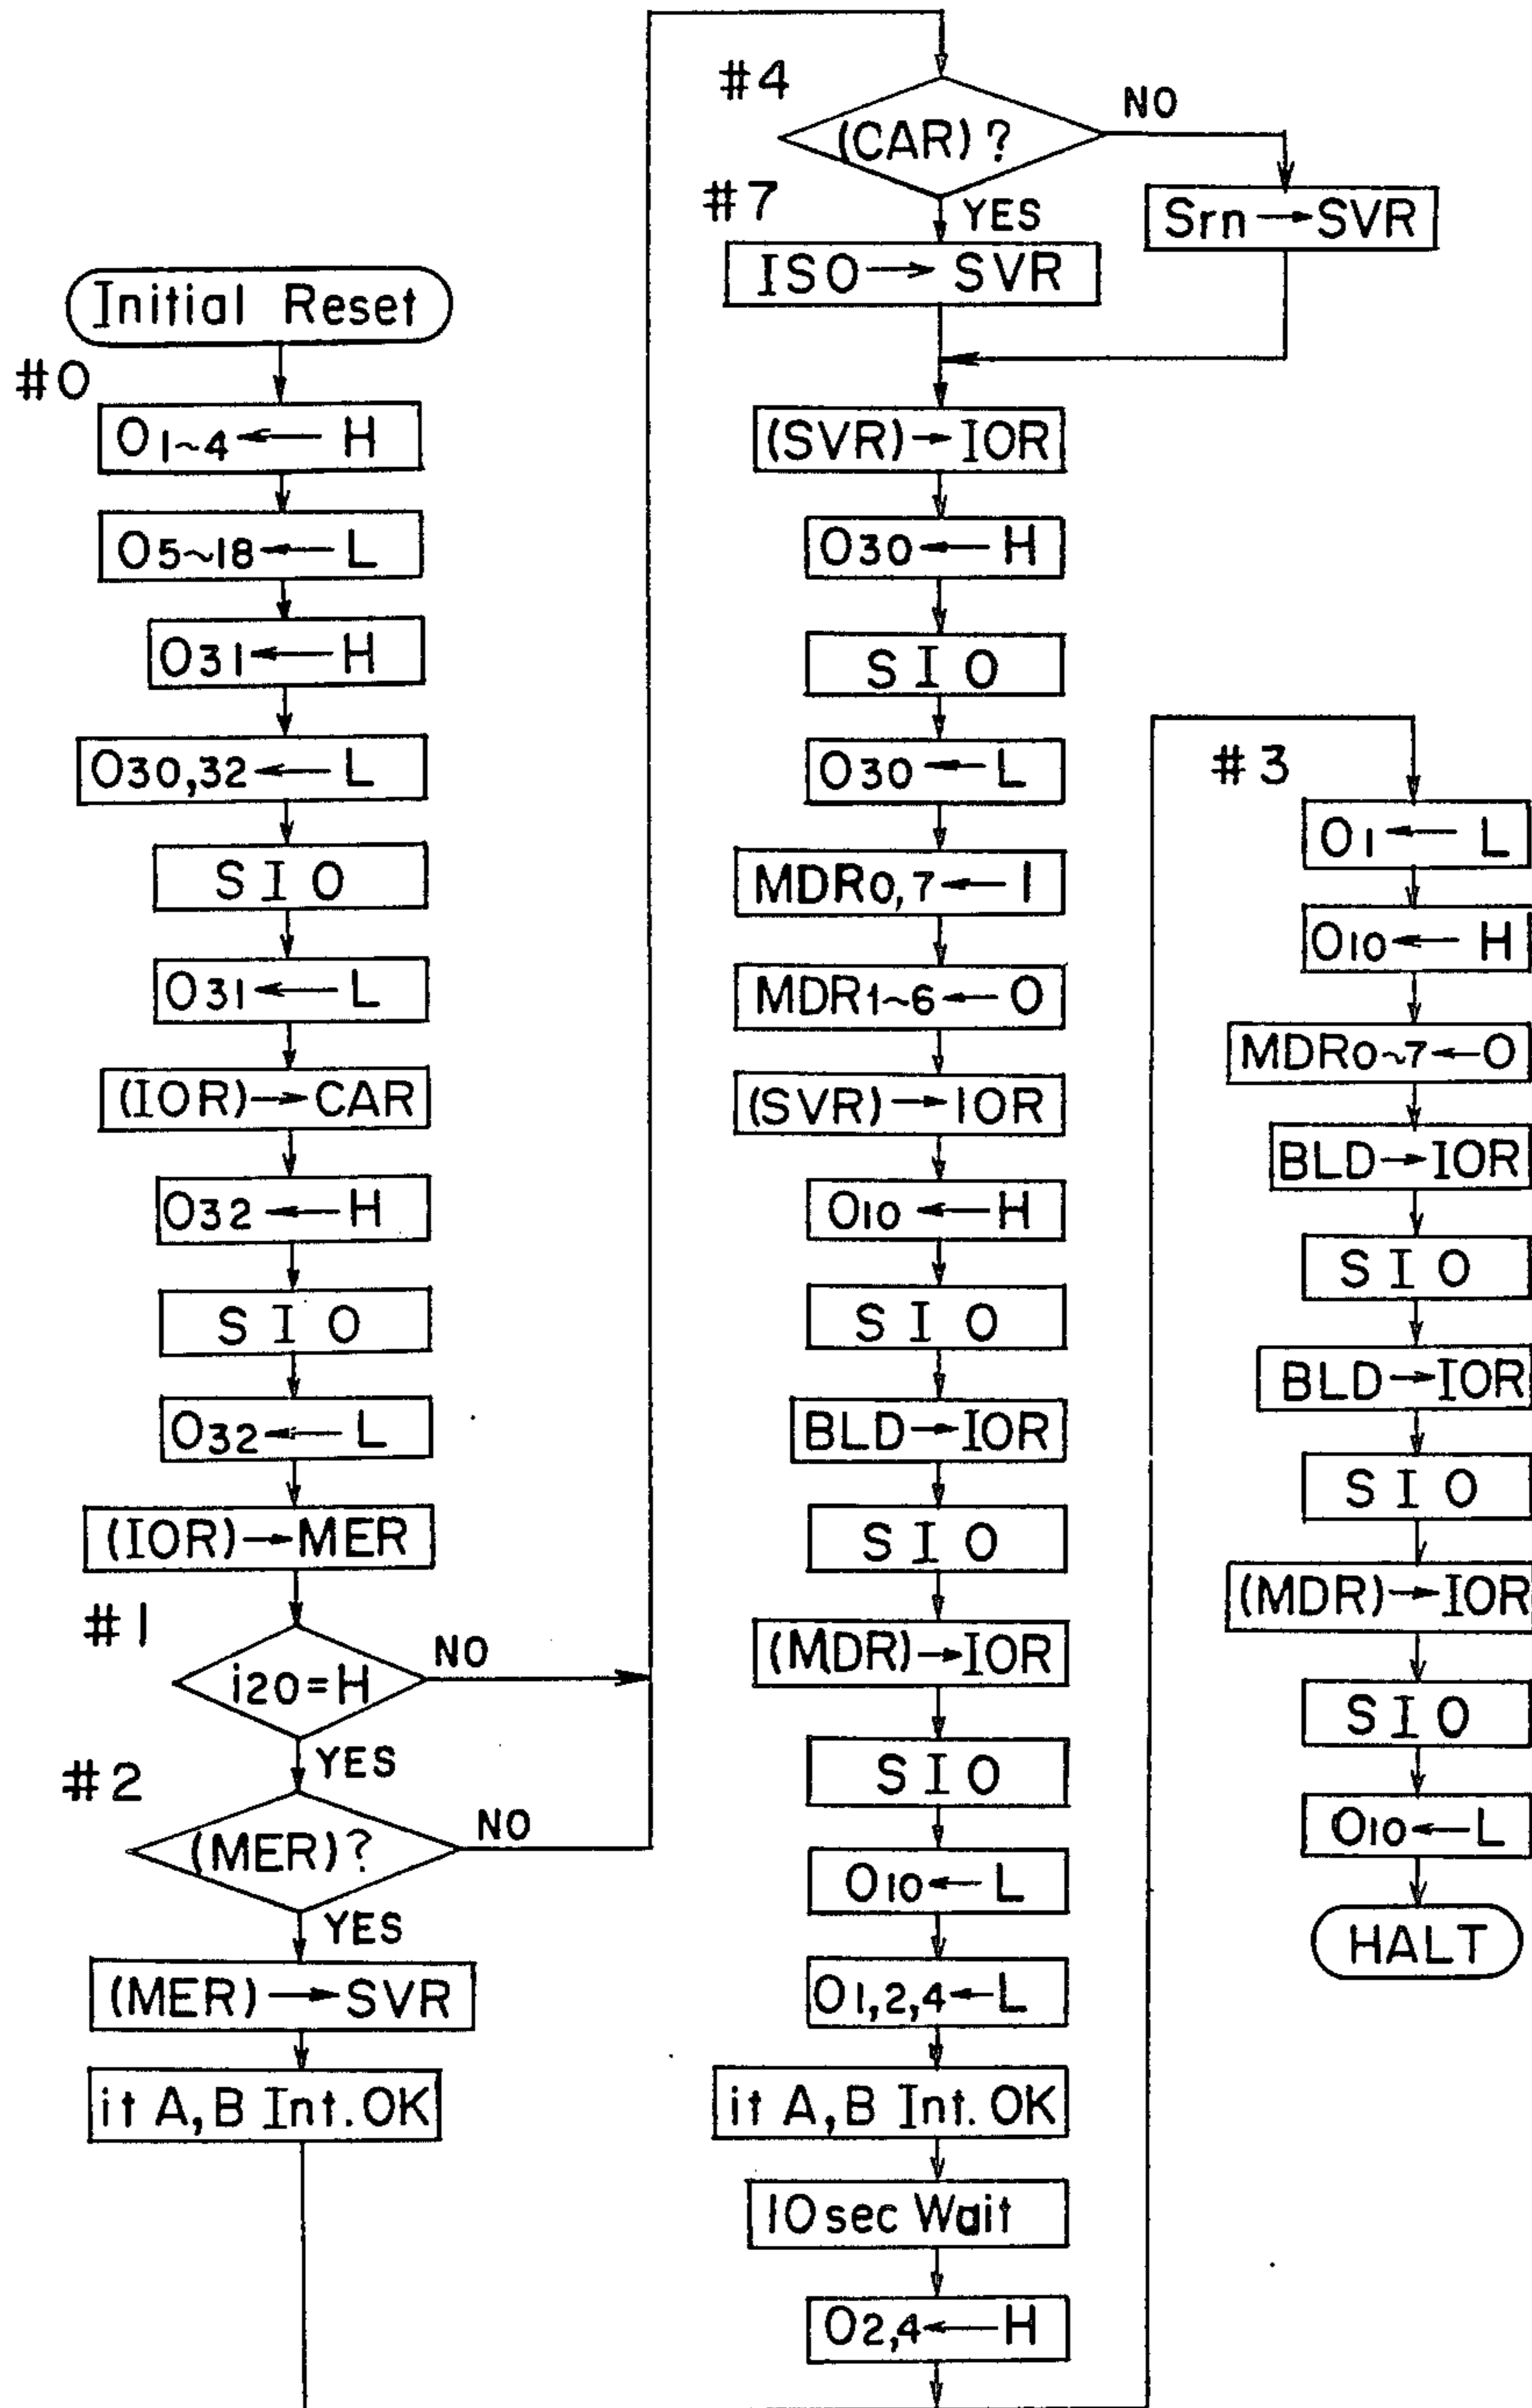 Initial Reset
#0
O1~4 ← H
O5~18 ← L
O31 ← H
O30,32 ← L
SIO
O31 ← L
(IOR) → CAR
O32 ← H
SIO
O32 ← L
(IOR) → MER
#1
i20=H
NO
YES
#2
(MER)?
NO
YES
(MER) → SVR
it A,B Int.OK
#4
(CAR)?
NO
Srn → SVR
#7
YES
ISO → SVR
(SVR) → IOR
O30 ← H
SIO
O30 ← L
MDR0,7 ← 1
MDR1~6 ← 0
(SVR) → IOR
O10 ← H
SIO
BLD → IOR
SIO
(MDR) → IOR
SIO
O10 ← L
O1,2,4 ← L
it A,B Int.OK
10sec Wait
O2,4 ← H
#3
O1 ← L
O10 ← H
MDR0~7 ← 0
BLD → IOR
SIO
BLD → IOR
SIO
(MDR) → IOR
SIO
O10 ← L
HALT